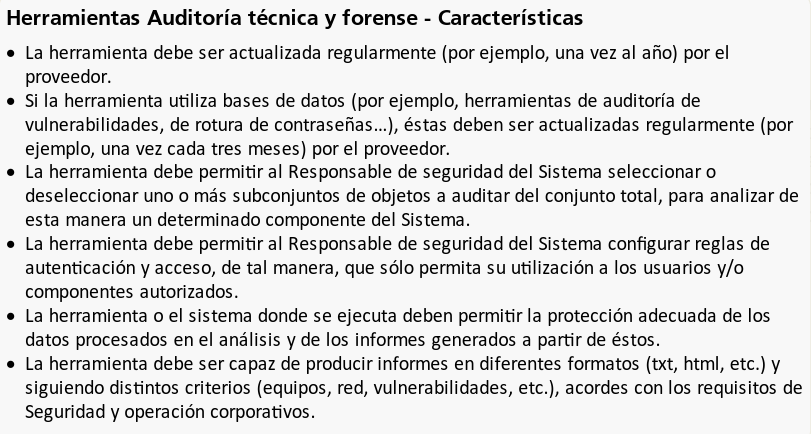 Herramientas Auditoría técnica y forense - Características
• La herramienta debe ser actualizada regularmente (por ejemplo, una vez al año) por el
proveedor.
• Si la herramienta utiliza bases de datos (por ejemplo, herramientas de auditoría de
vulnerabilidades, de rotura de contraseñas...), éstas deben ser actualizadas regularmente (por
ejemplo, una vez cada tres meses) por el proveedor.
• La herramienta debe permitir al Responsable de seguridad del Sistema seleccionar o
deseleccionar uno o más subconjuntos de objetos a auditar del conjunto total, para analizar de
esta manera un determinado componente del Sistema.
• La herramienta debe permitir al Responsable de seguridad del Sistema configurar reglas de
autenticación y acceso, de tal manera, que sólo permita su utilización a los usuarios y/o
componentes autorizados.
• La herramienta o el sistema donde se ejecuta deben permitir la protección adecuada de los
datos procesados en el análisis y de los informes generados a partir de éstos.
• La herramienta debe ser capaz de producir informes en diferentes formatos (txt, html, etc.) y
siguiendo distintos criterios (equipos, red, vulnerabilidades, etc.), acordes con los requisitos de
Seguridad y operación corporativos.